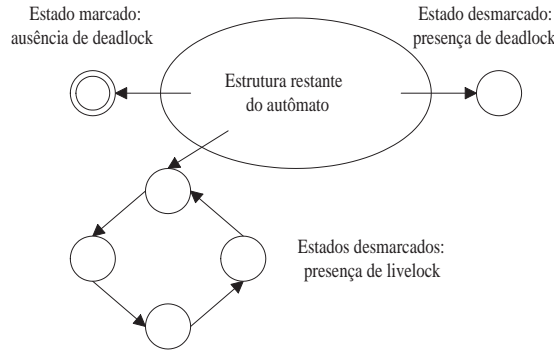 Estado marcado:
ausência de deadlock
Estado desmarcado:
presença de deadlock
Estrutura restante
do autômato
Estados desmarcados:
presença de livelock